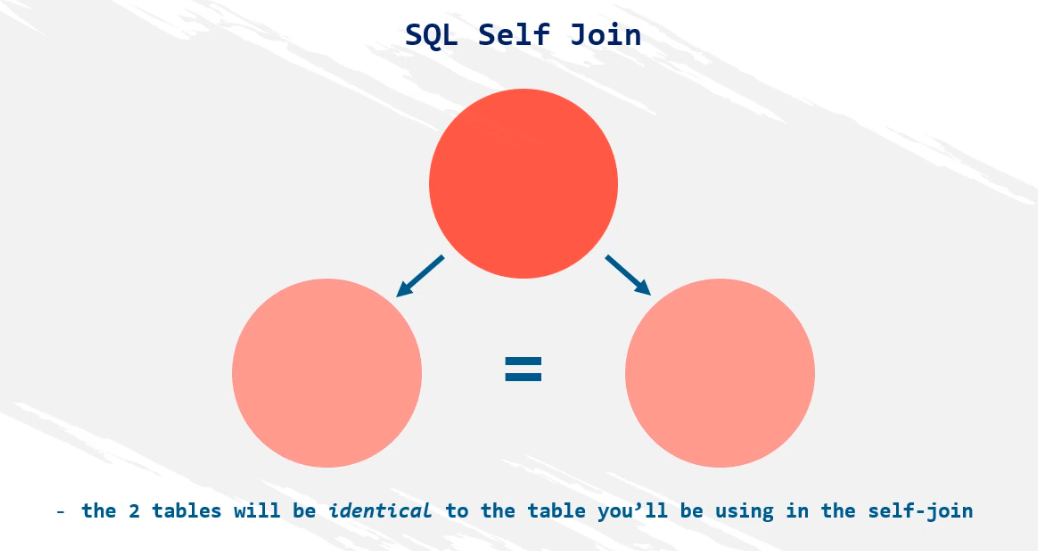 SQL Self Join
=
- the 2 tables will be identical to the table you’ll be using in the self-join